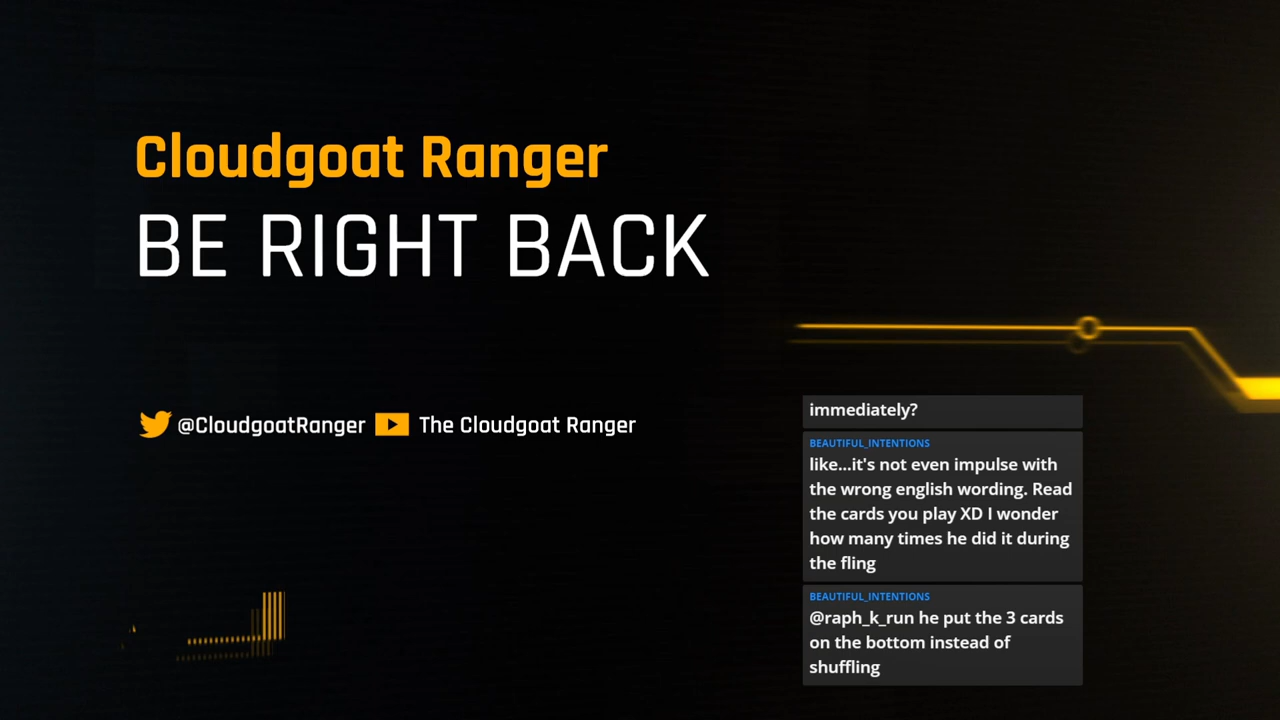 Cloudgoat Ranger
BE RIGHT BACK
@CloudgoatRanger The Cloudgoat Ranger
immediately?
BEAUTIFUL_INTENTIONS
like...it's not even impulse with
the wrong english wording. Read
the cards you play XD I wonder
how many times he did it during
the fling
BEAUTIFUL_INTENTIONS
@raph_k_run he put the 3 cards
on the bottom instead of
shuffling